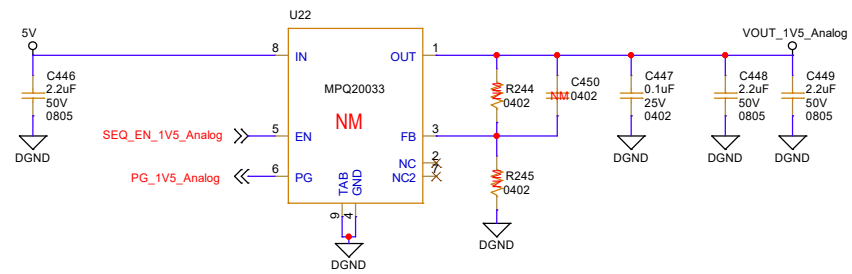 U22
5V
VOUT_1V5_Analog
8
IN
OUT
1
C446
2.2uF
50V
0805
MPQ20033
NM
R244
0402
C450
NM
0402
C447
0.1uF
25V
0402
C448
2.2uF
50V
0805
C449
2.2uF
50V
0805
SEQ_EN_1V5_Analog
5
EN
FB
3
DGND
PG_1V5_Analog
6
PG
NC
2
NC2
7
TAB
GND
9
4
R245
0402
DGND
DGND
DGND
DGND
DGND